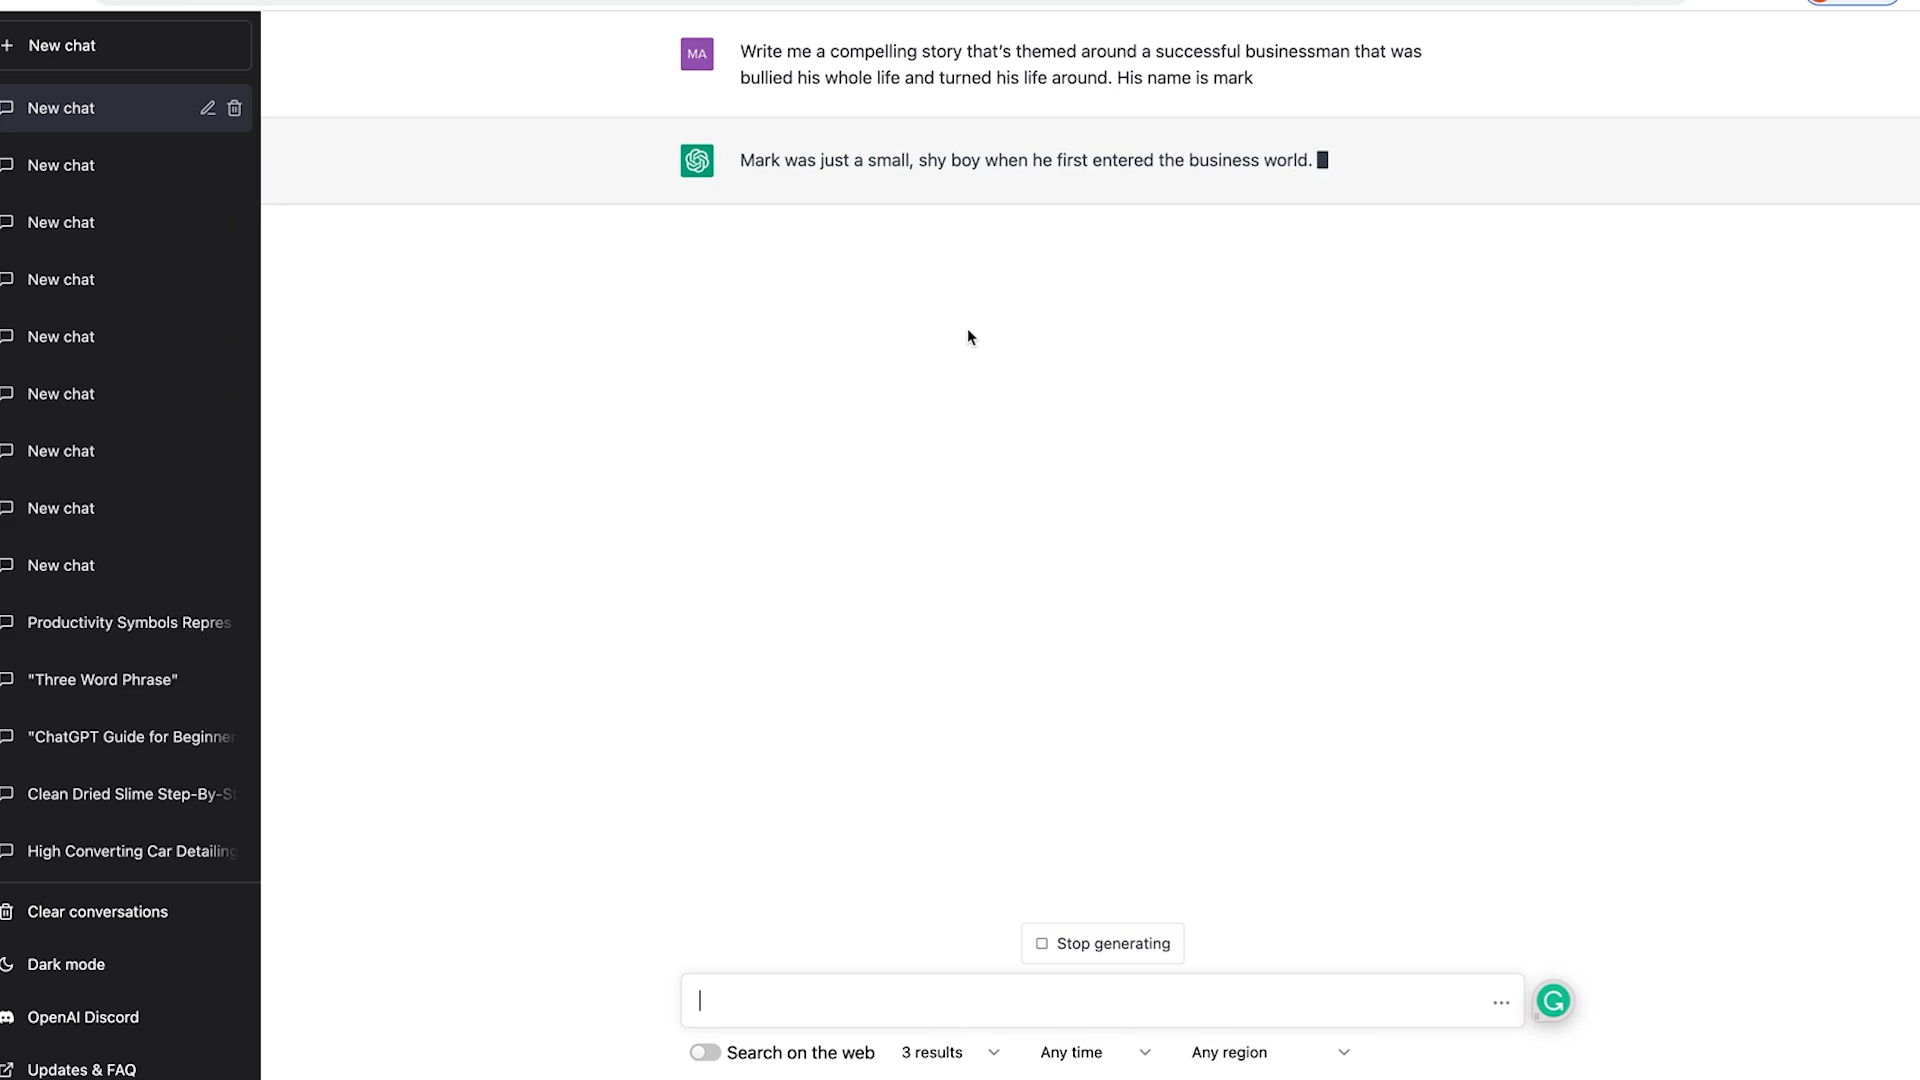 New chat
New chat
New chat
New chat
New chat
New chat
New chat
New chat
New chat
New chat
Productivity Symbols Repres
"Three Word Phrase"
"ChatGPT Guide for Beginner
Clean Dried Slime Step-By-St
High Converting Car Detailing
Clear conversations
Dark mode
OpenAI Discord
Updates & FAQ
MA
Write me a compelling story that's themed around a successful businessman that was
bullied his whole life and turned his life around. His name is mark
Mark was just a small, shy boy when he first entered the business world.
Stop generating
Search on the web
3 results
Any time
Any region